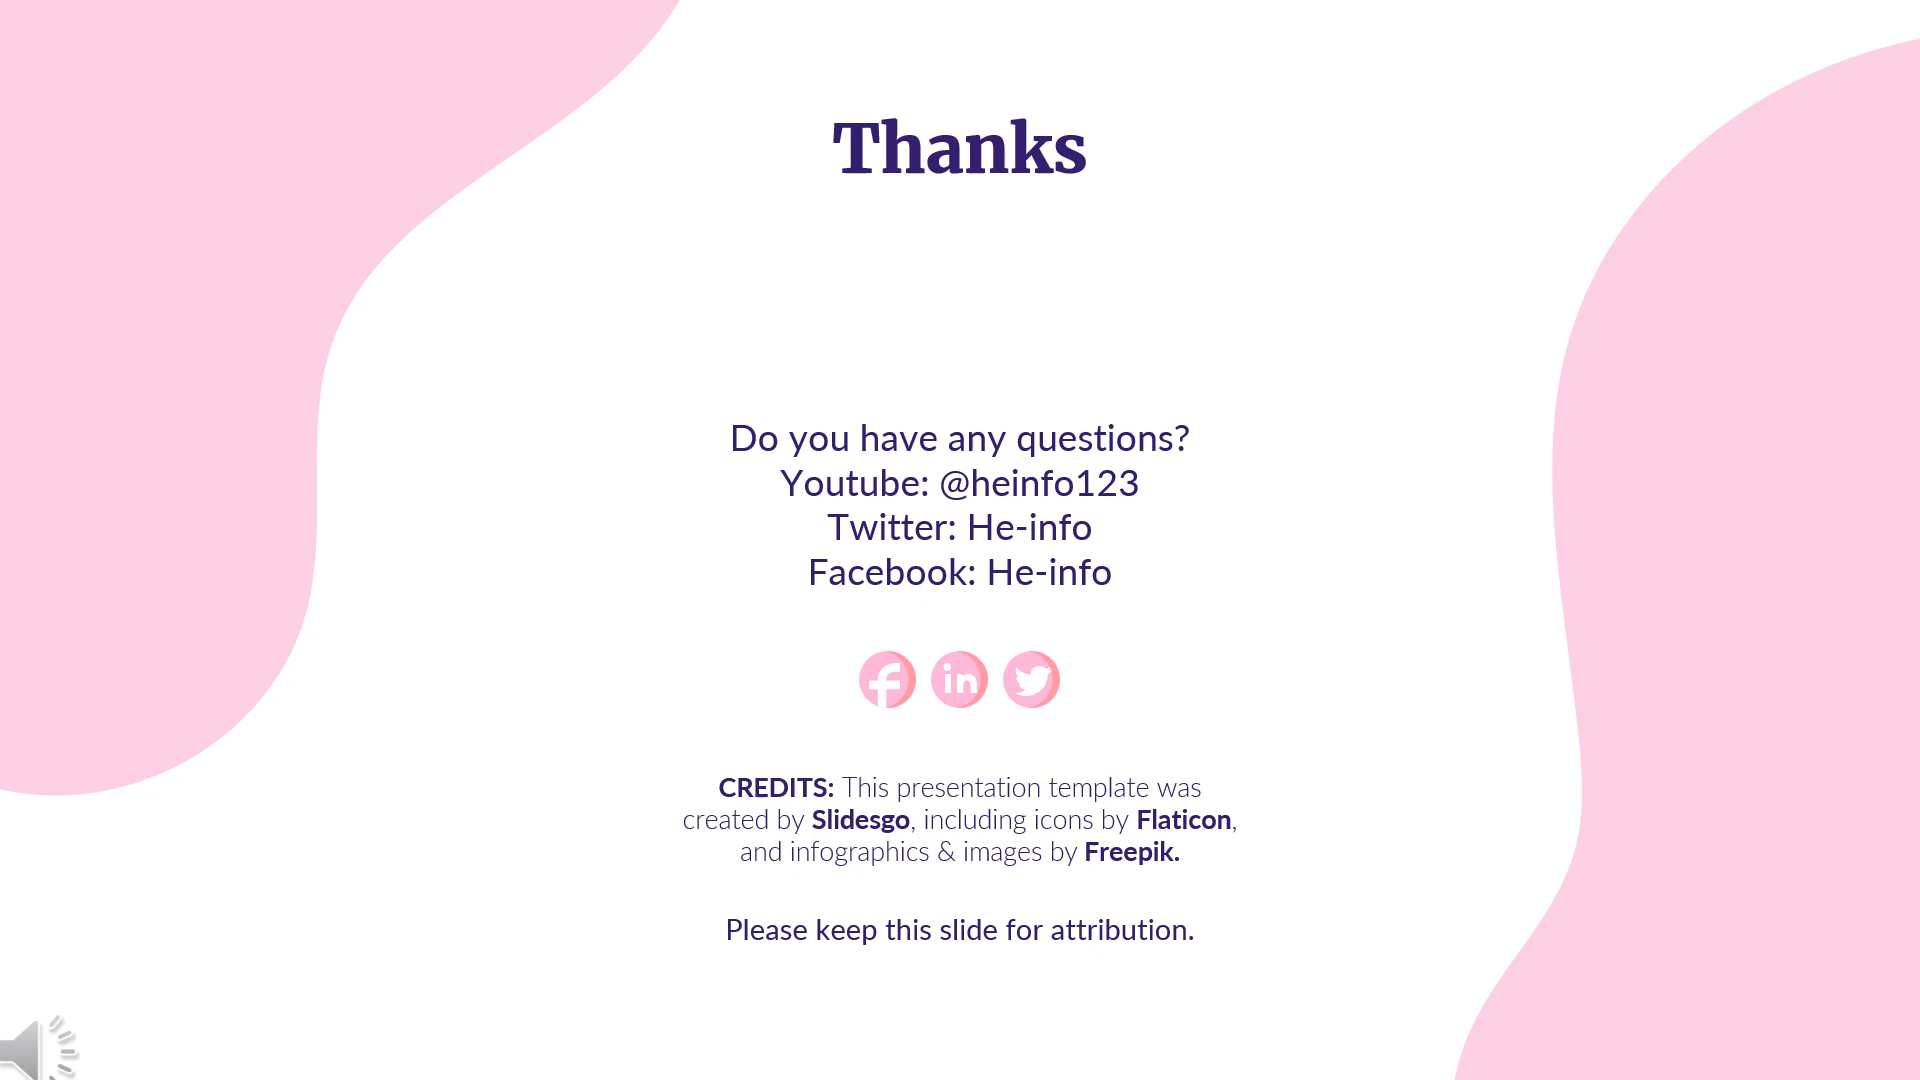 Thanks
Do you have any questions?
Youtube: @heinfo123
Twitter: He-info
Facebook: He-info
in
CREDITS: This presentation template was
created by Slidesgo, including icons by Flaticon,
and infographics & images by Freepik.
Please keep this slide for attribution.